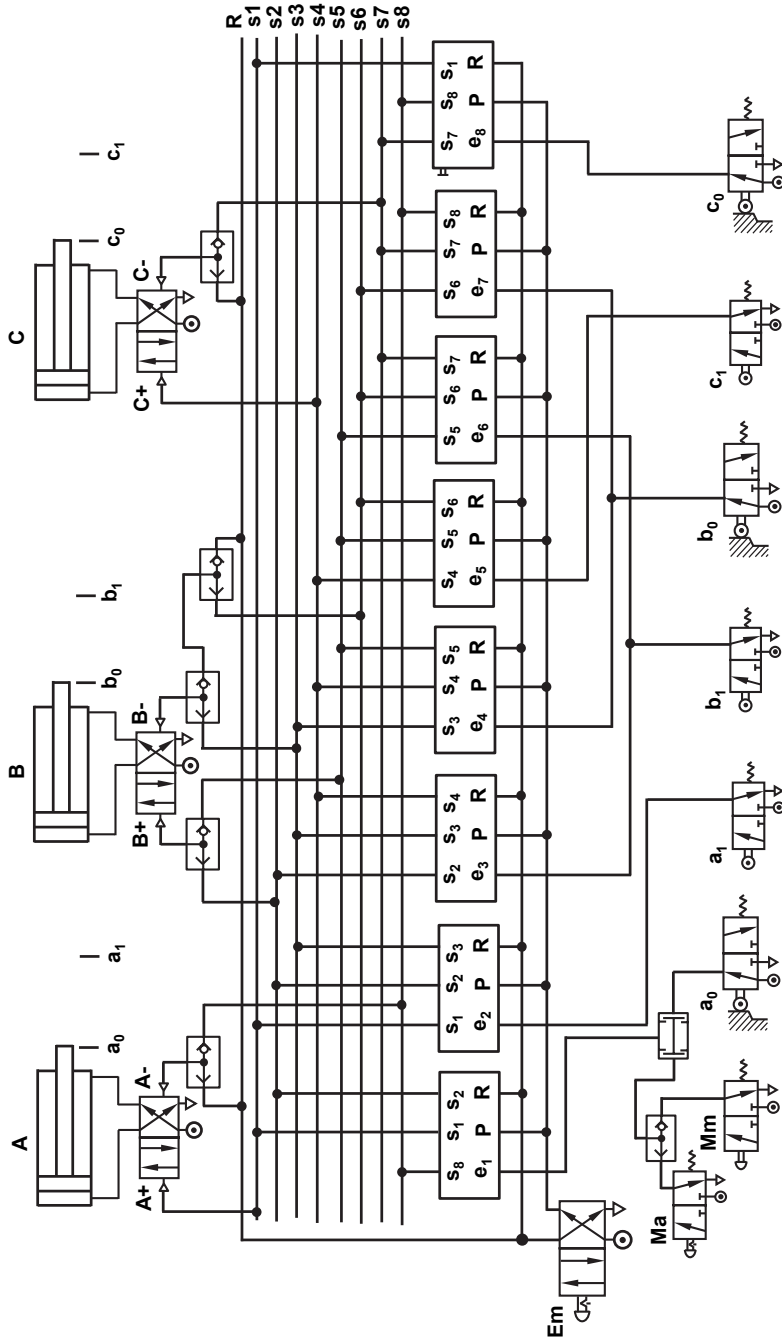 R
s1
s2
s3
s4
s5
s6
s7
s8
A
a0
a1
A+
A-
B
b0
b1
B+
B-
C
c0
c1
C+
C-
s8 s1 s2
e1 P R
s1 s2 s3
e2 P R
s2 s3 s4
e3 P R
s3 s4 s5
e4 P R
s4 s5 s6
e5 P R
s5 s6 s7
e6 P R
s6 s7 s8
e7 P R
s7 s8 s1
e8 P R
Em
Ma
Mm
a0
a1
b1
b0
c1
c0